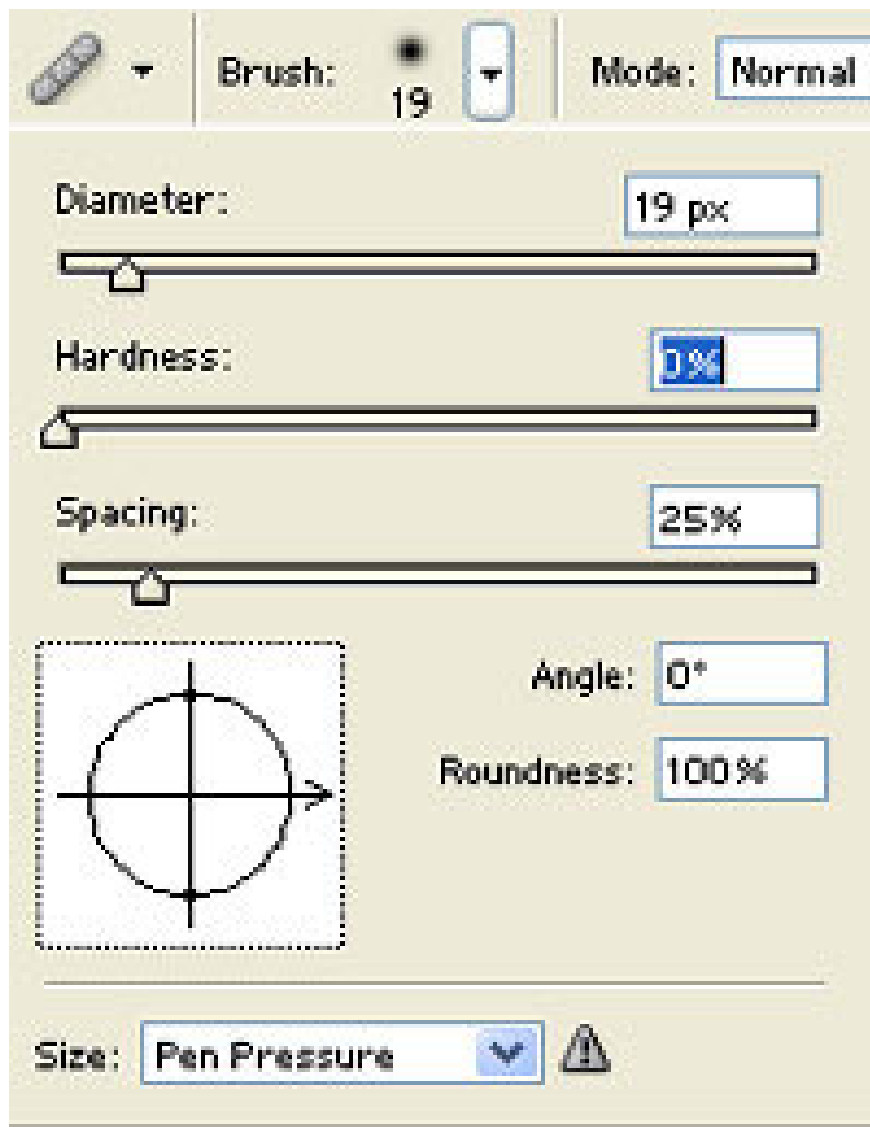 Brush: 19 Mode: Normal
Diameter: 19 px
Hardness: 0%
Spacing: 25%
Angle: 0°
Roundness: 100%
Size: Pen Pressure